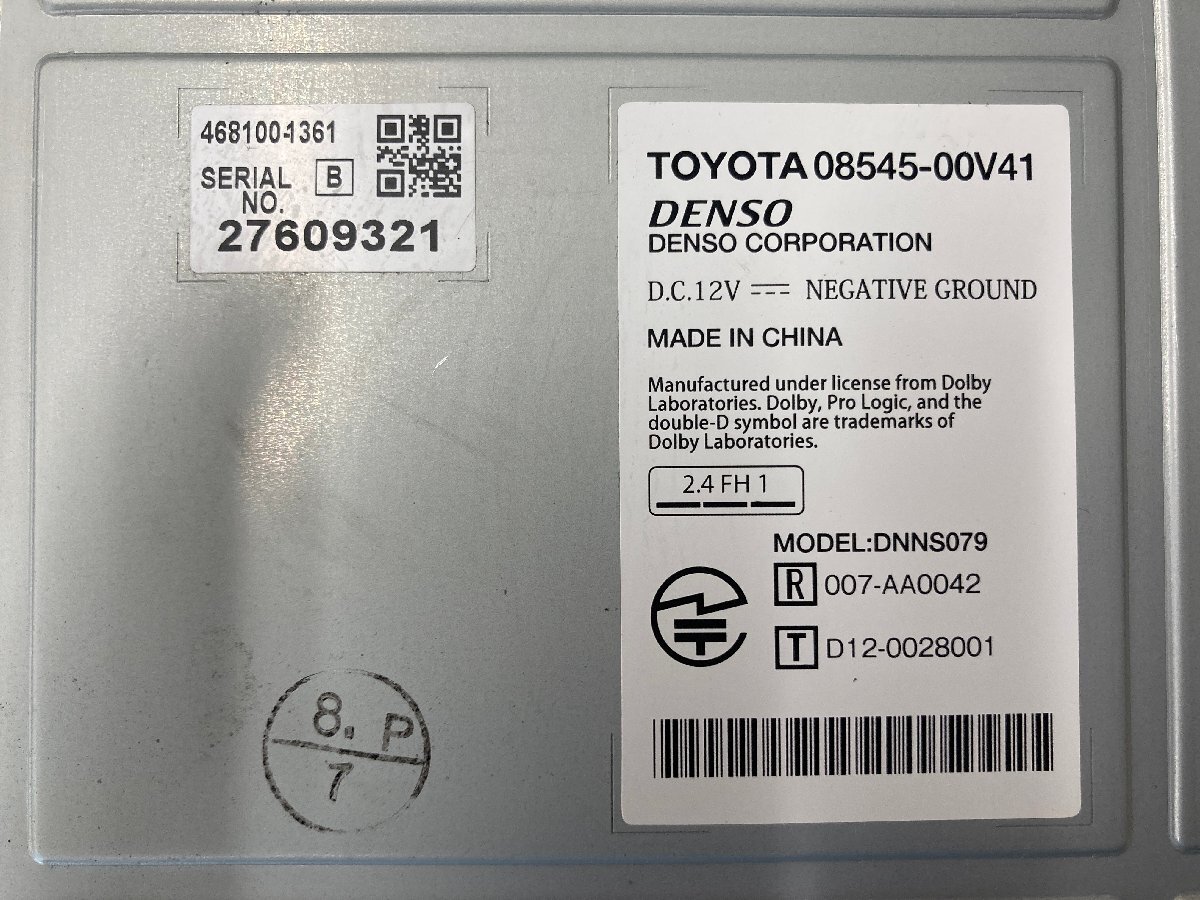 468100-1361
SERIAL B
NO.
27609321
TOYOTA 08545-00V41
DENSO
DENSO CORPORATION
D.C.12V NEGATIVE GROUND
MADE IN CHINA
Manufactured under license from Dolby
Laboratories. Dolby, Pro Logic, and the
double-D symbol are trademarks of
Dolby Laboratories.
2.4 FH 1
MODEL:DNNS079
R 007-AA0042
T D12-0028001
8. P
7